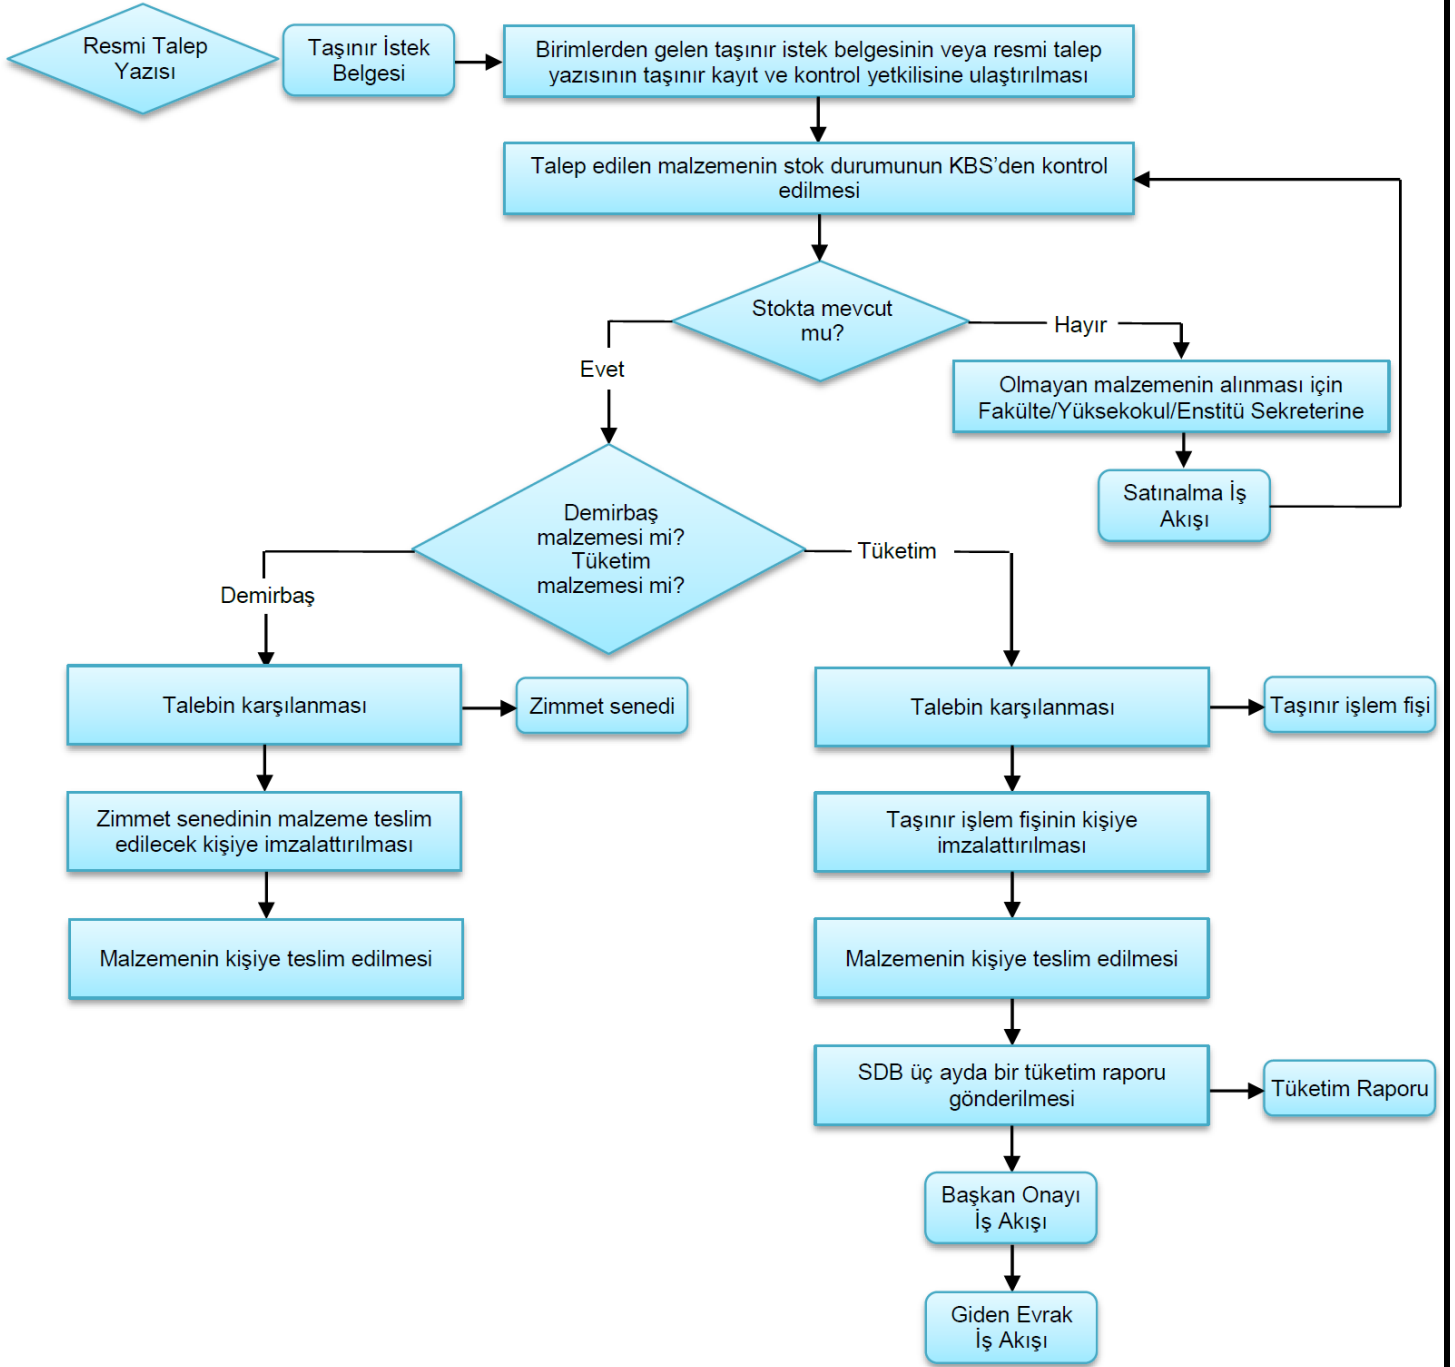 Resmi Talep
Yazısı
Taşınır İstek
Belgesi
Birimlerden gelen taşınır istek belgesinin veya resmi talep
yazısının taşınır kayıt ve kontrol yetkilisine ulaştırılması
Talep edilen malzemenin stok durumunun KBS’den kontrol
edilmesi
Stokta mevcut
mu?
Hayır
Evet
Olmayan malzemenin alınması için
Fakülte/Yüksekokul/Enstitü Sekreterine
Satınalma İş
Akışı
Demirbaş
malzemesi mi?
Tüketim
malzemesi mi?
Tüketim
Demirbaş
Talebin karşılanması
Zimmet senedi
Talebin karşılanması
Taşınır işlem fişi
Zimmet senedinin malzeme teslim
edilecek kişiye imzalattırılması
Taşınır işlem fişinin kişiye
imzalattırılması
Malzemenin kişiye teslim edilmesi
Malzemenin kişiye teslim edilmesi
SDB üç ayda bir tüketim raporu
gönderilmesi
Tüketim Raporu
Başkan Onayı
İş Akışı
Giden Evrak
İş Akışı